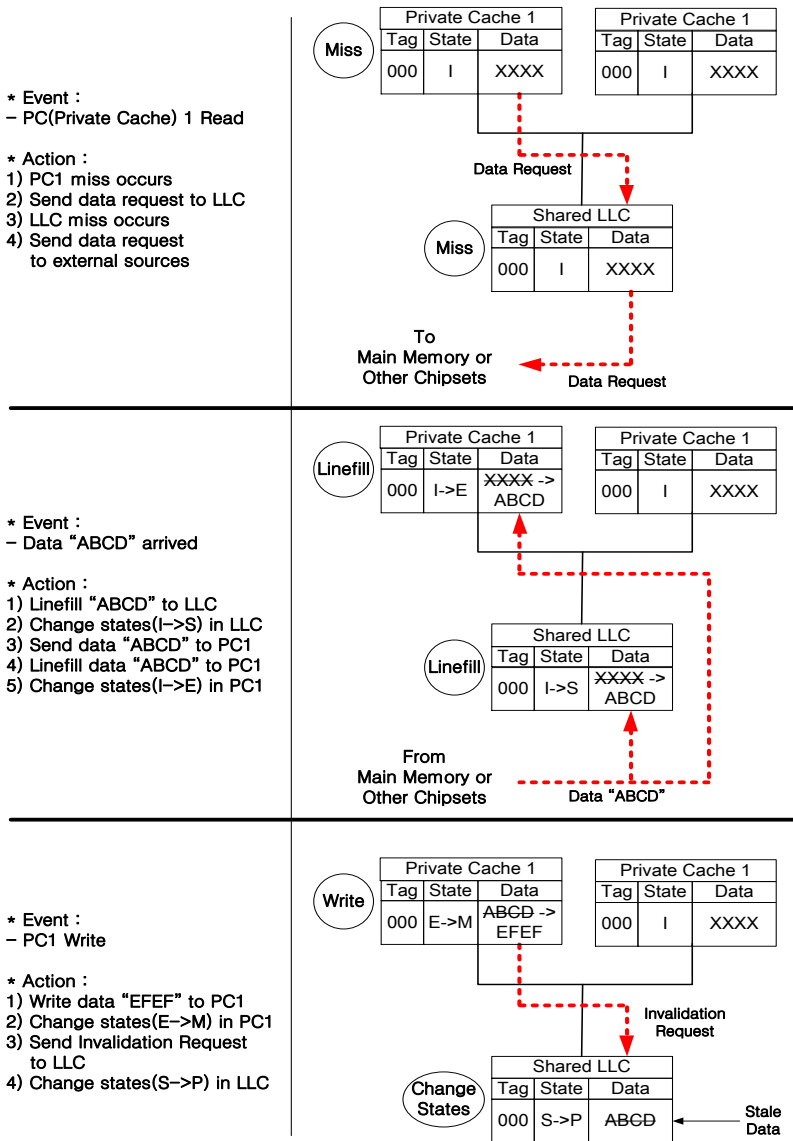 * Event :
- PC(Private Cache) 1 Read
* Action :
1) PC1 miss occurs
2) Send data request to LLC
3) LLC miss occurs
4) Send data request
to external sources
Miss
Private Cache 1
Tag State Data
000 I XXXX
Private Cache 1
Tag State Data
000 I XXXX
Data Request
Miss
Shared LLC
Tag State Data
000 I XXXX
To
Main Memory or
Other Chipsets
Data Request
* Event :
- Data “ABCD” arrived
* Action :
1) Linefill “ABCD” to LLC
2) Change states(I->S) in LLC
3) Send data “ABCD” to PC1
4) Linefill data “ABCD” to PC1
5) Change states(I->E) in PC1
Linefill
Private Cache 1
Tag State Data
000 I->E XXXX ->
ABCD
Private Cache 1
Tag State Data
000 I XXXX
Linefill
Shared LLC
Tag State Data
000 I->S XXXX ->
ABCD
From
Main Memory or
Other Chipsets
Data “ABCD”
* Event :
- PC1 Write
* Action :
1) Write data “EFEF” to PC1
2) Change states(E->M) in PC1
3) Send Invalidation Request
to LLC
4) Change states(S->P) in LLC
Write
Private Cache 1
Tag State Data
000 E->M ABCD ->
EFEF
Private Cache 1
Tag State Data
000 I XXXX
Invalidation
Request
Change
States
Shared LLC
Tag State Data
000 S->P ABCD
Stale
Data